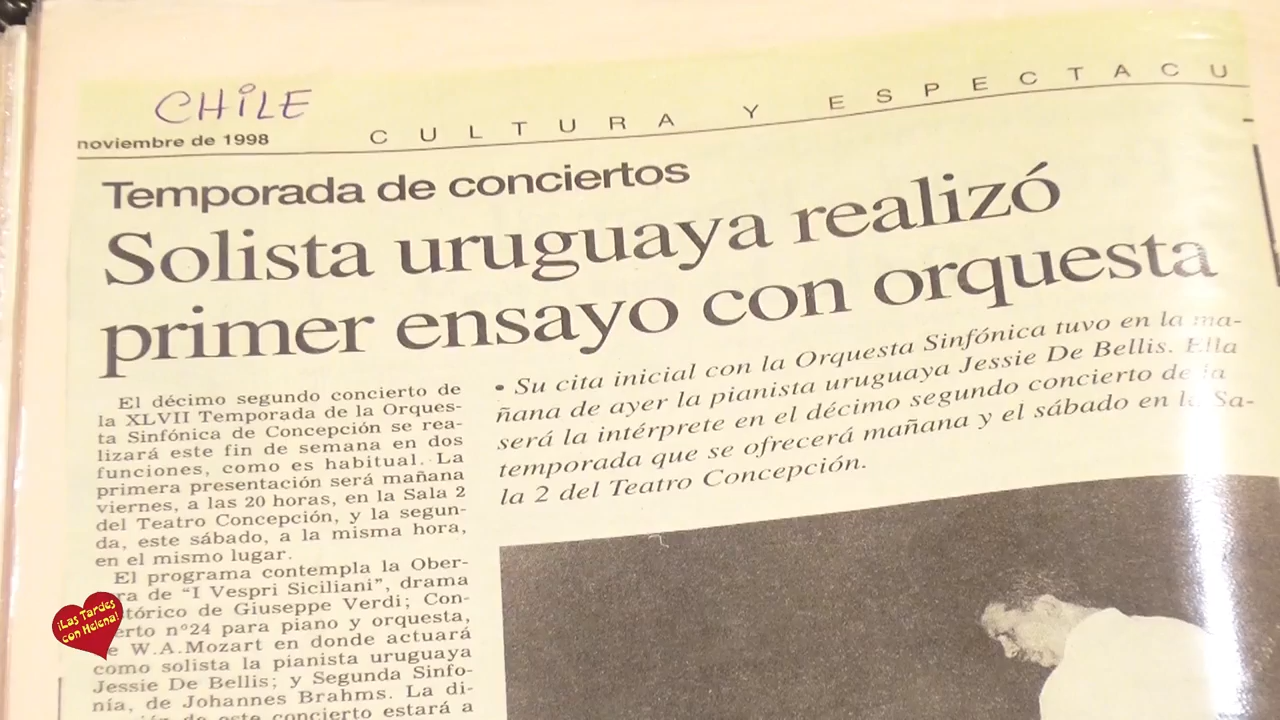 CHILE
noviembre de 1998
CULTURA Y ESPECTACU
Temporada de conciertos
Solista uruguaya realizó
primer ensayo con orquesta
El décimo segundo concierto de
la XLVII Temporada de la Orques-
ta Sinfónica de Concepción se rea-
lizará este fin de semana en dos
funciones, como es habitual. La
primera presentación será mañana
viernes, a las 20 horas, en la Sala 2
del Teatro Concepción, y la segun-
da, este sábado, a la misma hora,
en el mismo lugar.
El programa contempla la Ober-
ra de "I Vespri Siciliani", drama
tórico de Giuseppe Verdi; Con-
erto nº24 para piano y orquesta,
e W.A.Mozart en donde actuará
como solista la pianista uruguaya
Jessie De Bellis; y Segunda Sinfo-
nía, de Johannes Brahms. La di-
de este concierto estará a
• Su cita inicial con la Orquesta Sinfónica tuvo en la ma-
ñana de ayer la pianista uruguaya Jessie De Bellis. Ella
será la intérprete en el décimo segundo concierto de la
temporada que se ofrecerá mañana y el sábado en la Sa-
la 2 del Teatro Concepción.
¡Las Tardes
con Helena!